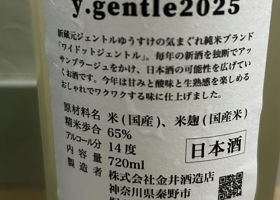 y.gentle2025
新蔵元ジェントルゆうすけの気まぐれ純米ブランド
「ワイドットジェントル」。毎年の新酒を独断でアッ
サンブラージュをかけ、日本酒の可能性を広げてい
くお酒です。今年は甘みと酸味と生熟感を楽しめる
おしゃれでワクワクする味に仕上げました。
原材料名 米(国産)、米麹(国産米)
精米歩合 65%
アルコール分 14度
内容量 720ml
日本酒
製造者 株式会社金井酒造店
神奈川県秦野市